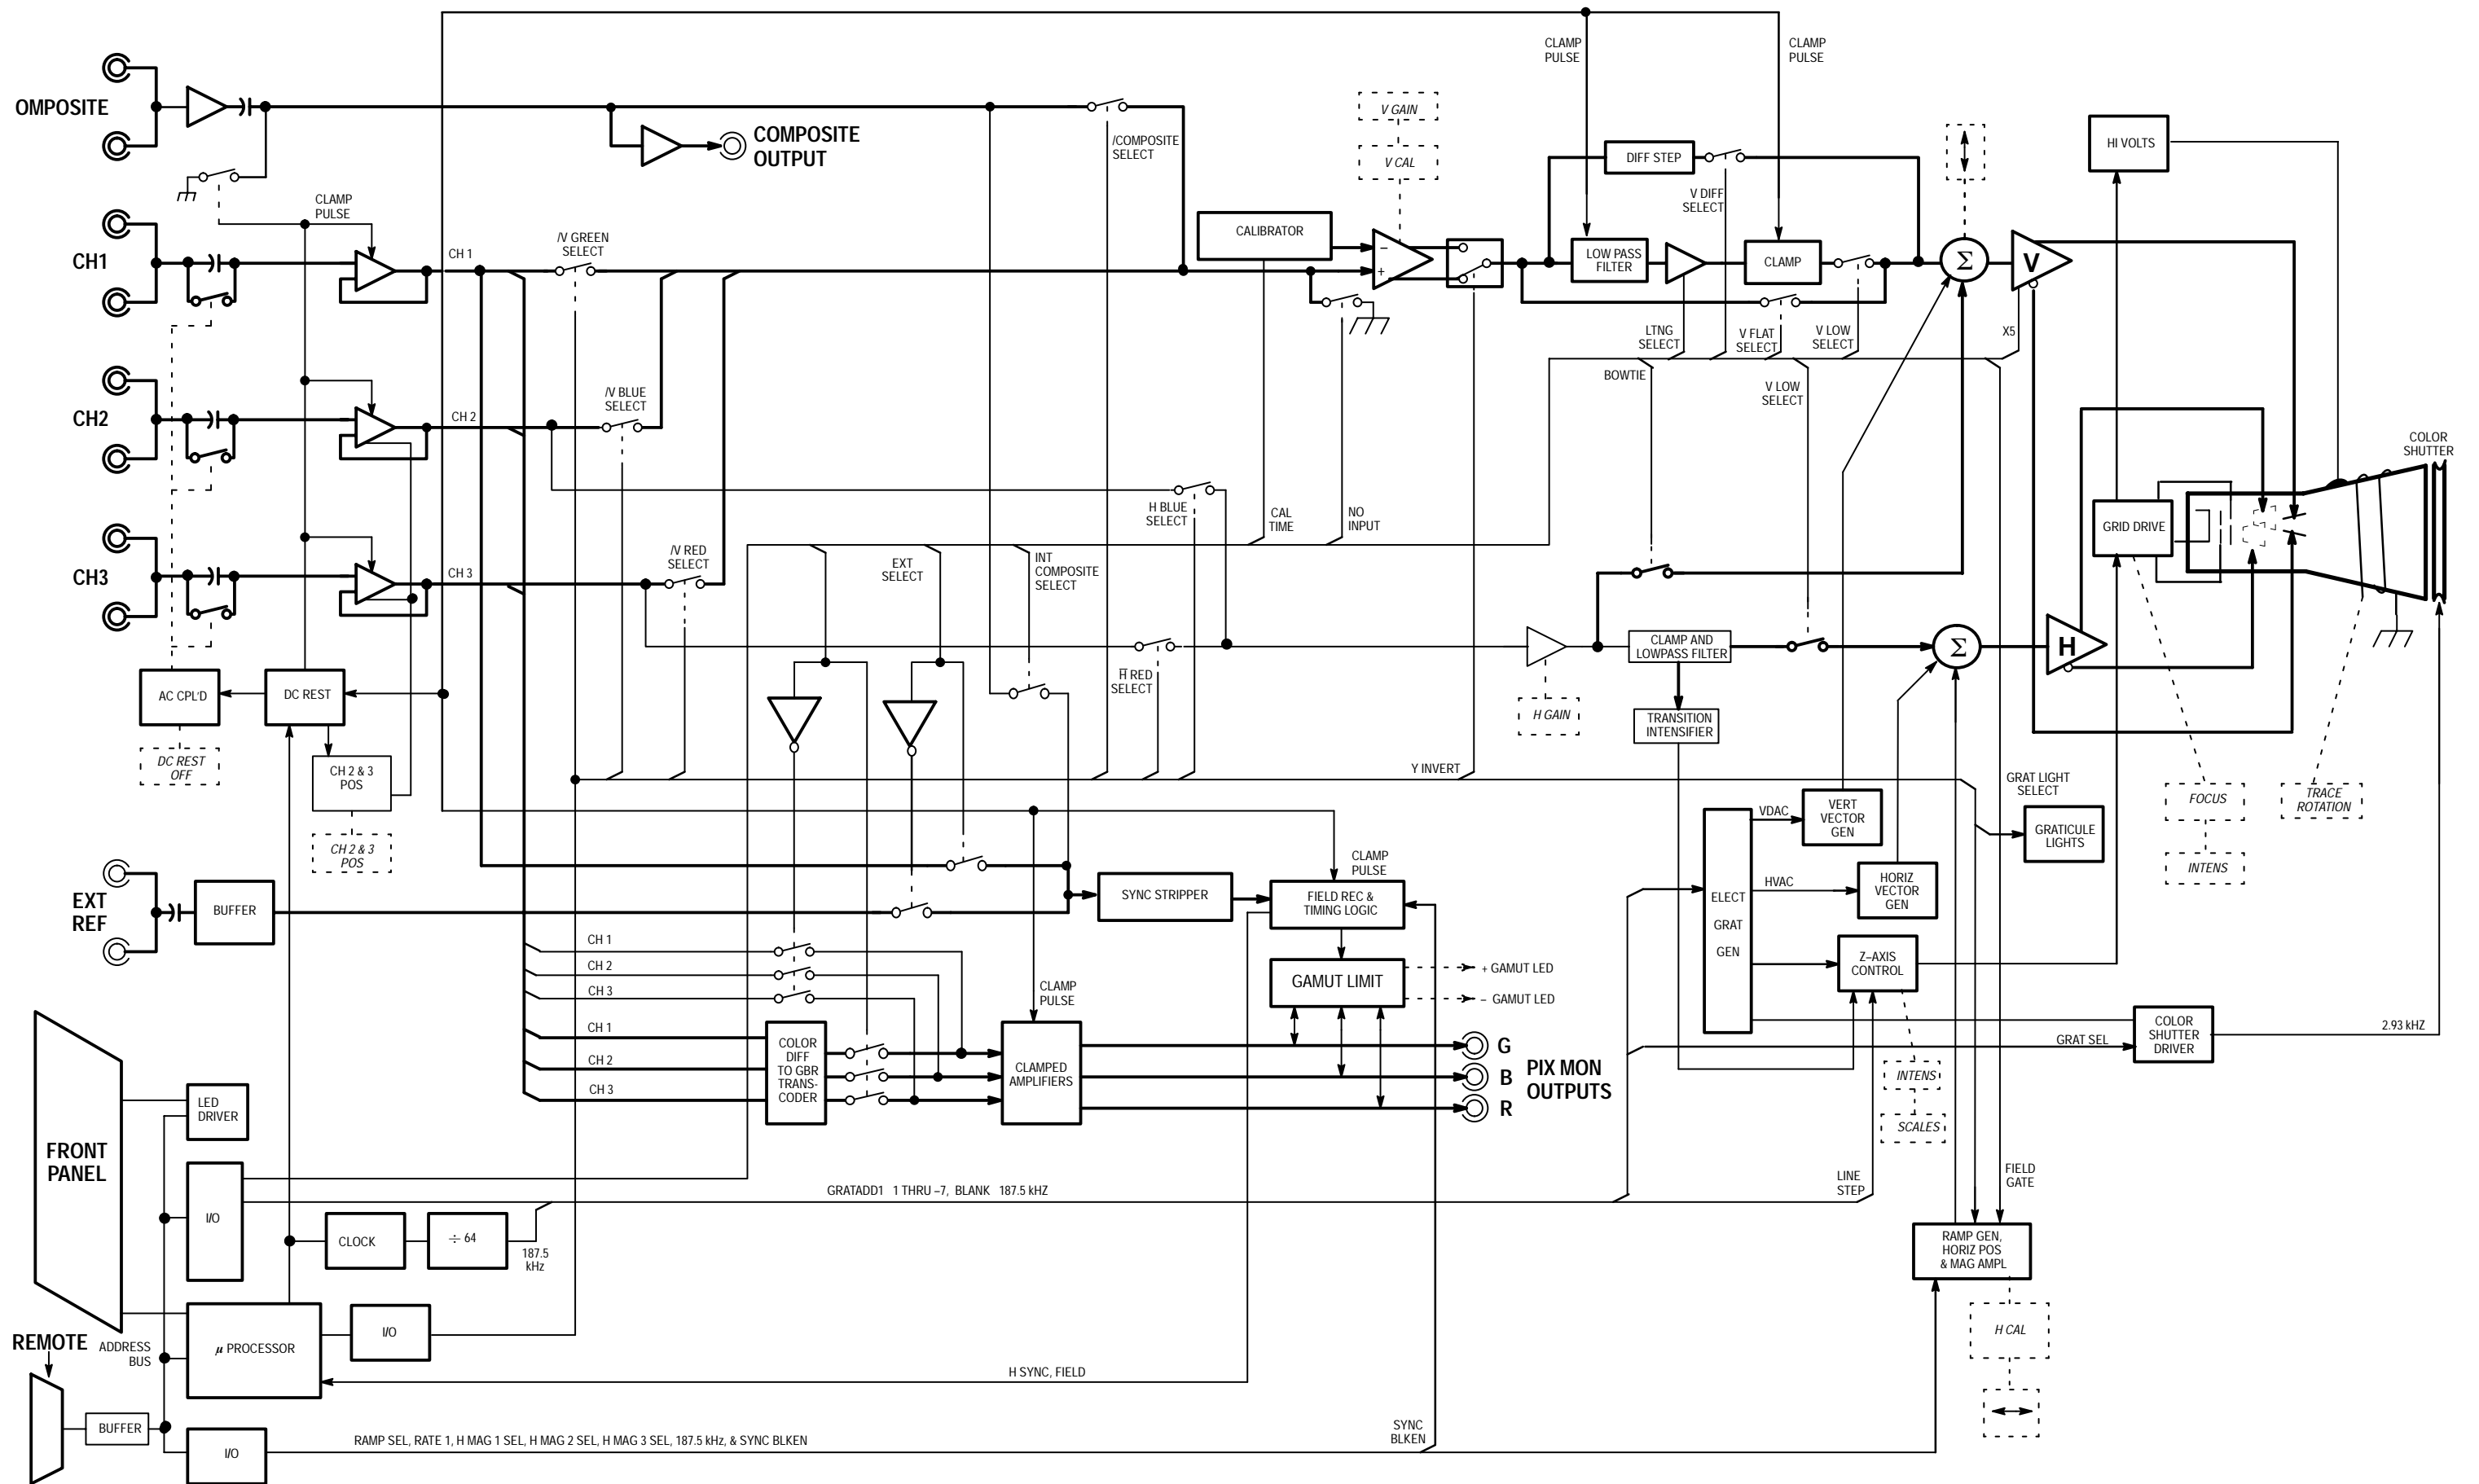 CLAMP
PULSE
CLAMP
PULSE
OMPOSITE
COMPOSITE
OUTPUT
/COMPOSITE
SELECT
V GAIN
V CAL
DIFF STEP
V DIFF
SELECT
HI VOLTS
CLAMP
PULSE
CH1
CH 1
/V GREEN
SELECT
CALIBRATOR
−
+
LOW PASS
FILTER
CLAMP
Σ
V
LTNG
SELECT
V FLAT
SELECT
V LOW
SELECT
X5
CH2
CH 2
/V BLUE
SELECT
BOWTIE
V LOW
SELECT
COLOR
SHUTTER
H BLUE
SELECT
CAL
TIME
NO
INPUT
GRID DRIVE
CH3
CH 3
/V RED
SELECT
EXT
SELECT
INT
COMPOSITE
SELECT
H RED
SELECT
CLAMP AND
LOWPASS FILTER
Σ
H
AC CPL'D
DC REST
H GAIN
TRANSITION
INTENSIFIER
DC REST
OFF
CH 2 & 3
POS
CH 2 & 3
POS
Y INVERT
GRAT LIGHT
SELECT
FOCUS
TRACE
ROTATION
VDAC
VERT
VECTOR
GEN
GRATICULE
LIGHTS
INTENS
EXT
REF
BUFFER
SYNC STRIPPER
CLAMP
PULSE
FIELD REC &
TIMING LOGIC
ELECT
GRAT
GEN
HVAC
HORIZ
VECTOR
GEN
CH 1
CH 2
CH 3
GAMUT LIMIT
+ GAMUT LED
− GAMUT LED
Z–AXIS
CONTROL
CLAMP
PULSE
CH 1
CH 2
CH 3
COLOR
DIFF
TO GBR
TRANS-
CODER
CLAMPED
AMPLIFIERS
G
B
R
PIX MON
OUTPUTS
GRAT SEL
COLOR
SHUTTER
DRIVER
2.93 kHZ
INTENS
SCALES
FRONT
PANEL
LED
DRIVER
I/O
GRATADD1 1 THRU –7, BLANK 187.5 kHZ
LINE
STEP
FIELD
GATE
CLOCK
÷ 64
187.5
kHz
RAMP GEN,
HORIZ POS
& MAG AMPL
H CAL
REMOTE
ADDRESS
BUS
µ PROCESSOR
I/O
H SYNC, FIELD
BUFFER
I/O
RAMP SEL, RATE 1, H MAG 1 SEL, H MAG 2 SEL, H MAG 3 SEL, 187.5 kHz, & SYNC BLKEN
SYNC
BLKEN